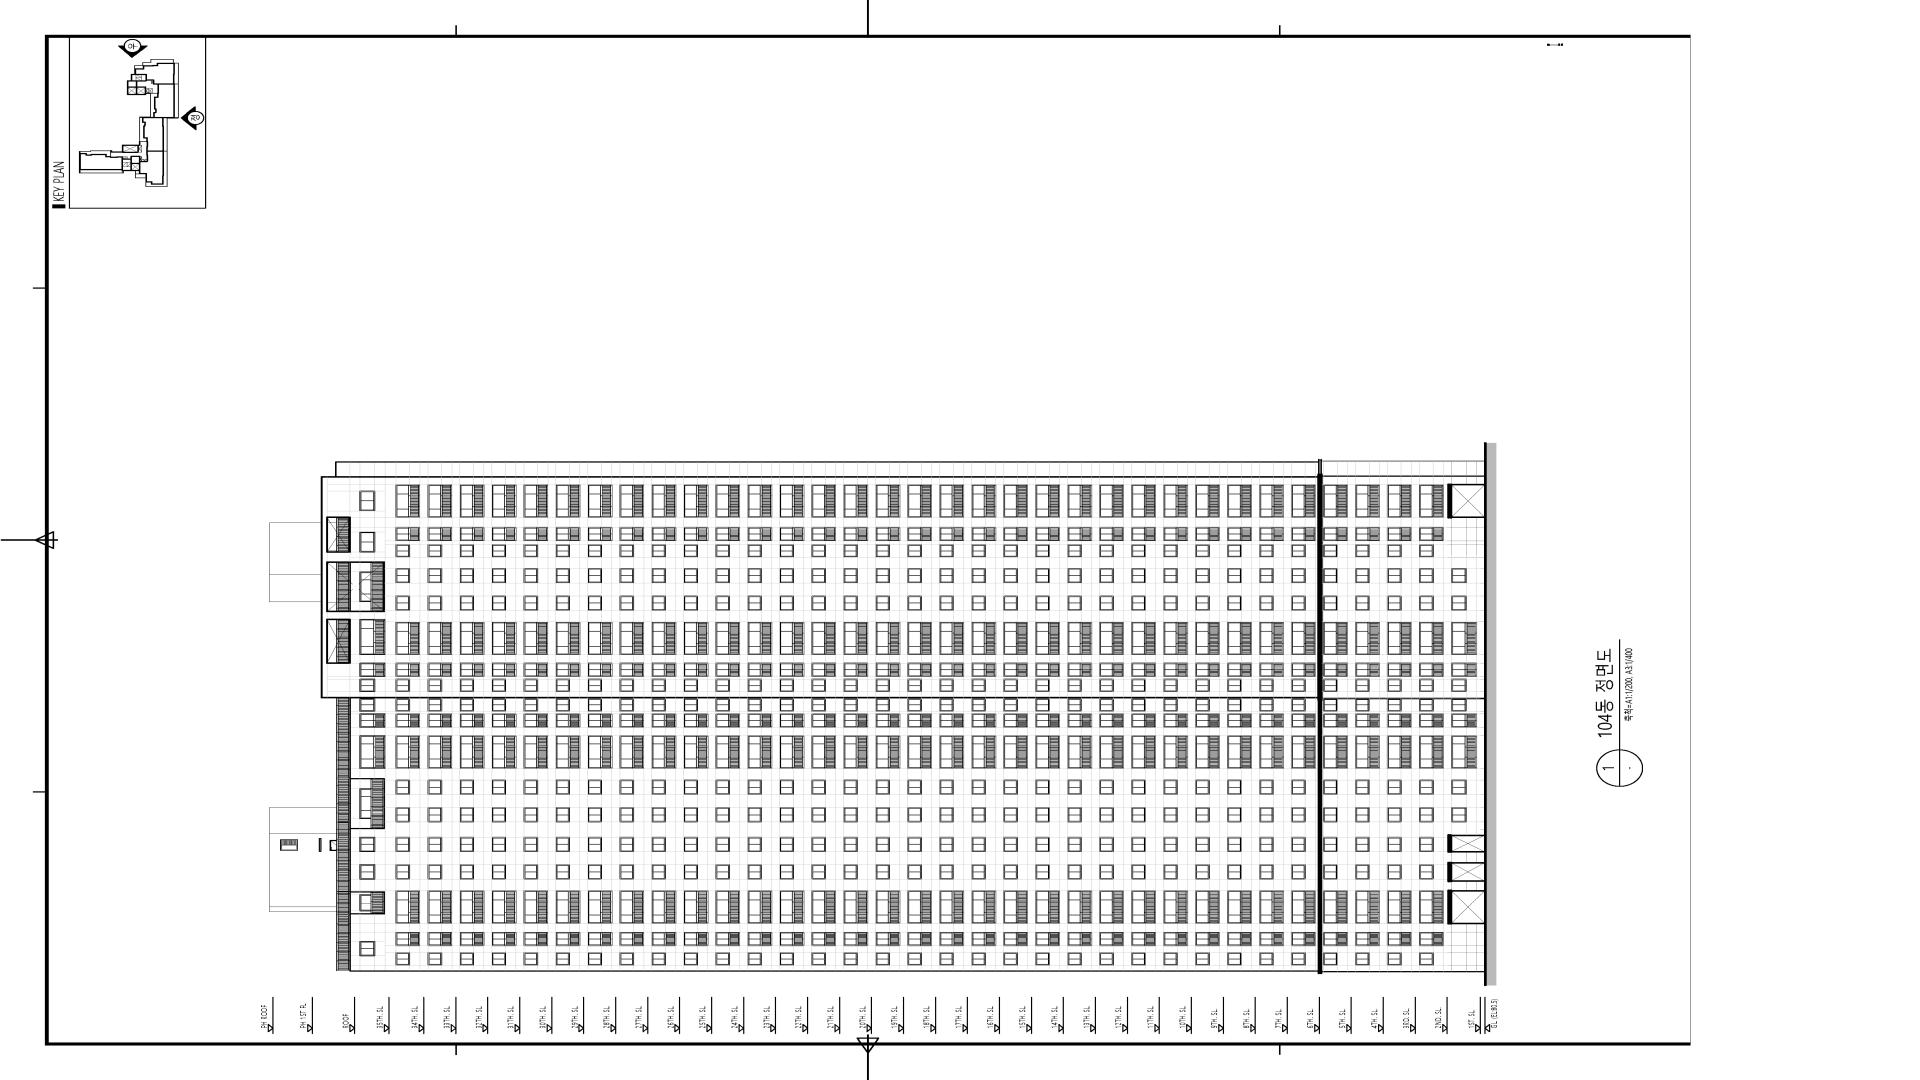 KEY PLAN
아
정
PH. ROOF
PH. 1ST. FL
ROOF
35TH. SL
34TH. SL
33TH. SL
32TH. SL
31TH. SL
30TH. SL
29TH. SL
28TH. SL
27TH. SL
26TH. SL
25TH. SL
24TH. SL
23TH. SL
22TH. SL
21TH. SL
20TH. SL
19TH. SL
18TH. SL
17TH. SL
16TH. SL
15TH. SL
14TH. SL
13TH. SL
12TH. SL
11TH. SL
10TH. SL
9TH. SL
8TH. SL
7TH. SL
6TH. SL
5TH. SL
4TH. SL
3RD. SL
2ND. SL
1ST. SL
GL (EL:80.5)
1
104동 정면도
축척=A1:1/200, A3:1/400